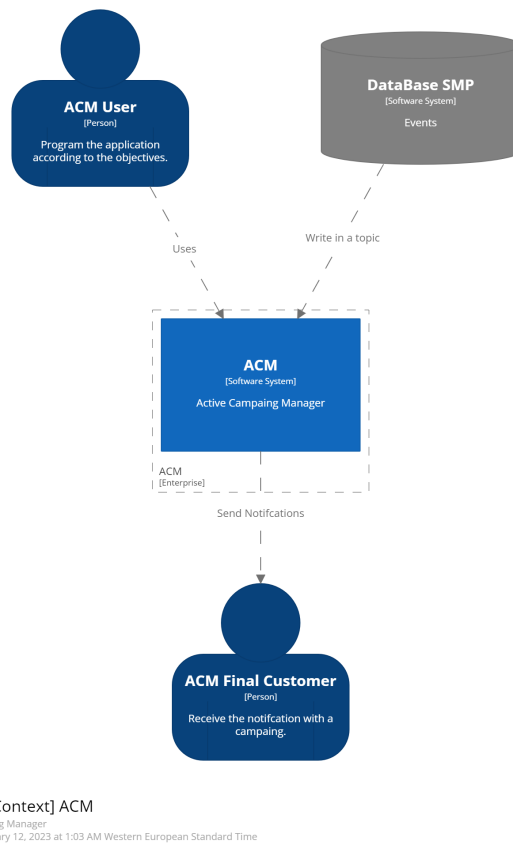 ACM User
[Person]
Program the application
according to the objectives.
DataBase SMP
[Software System]
Events
Uses
Write in a topic
ACM
[Software System]
Active Campaing Manager
ACM
[Enterprise]
Send Notifcations
ACM Final Customer
[Person]
Receive the notifcation with a
campaing.
Context] ACM
Manager
12, 2023 at 1:03 AM Western European Standard Time